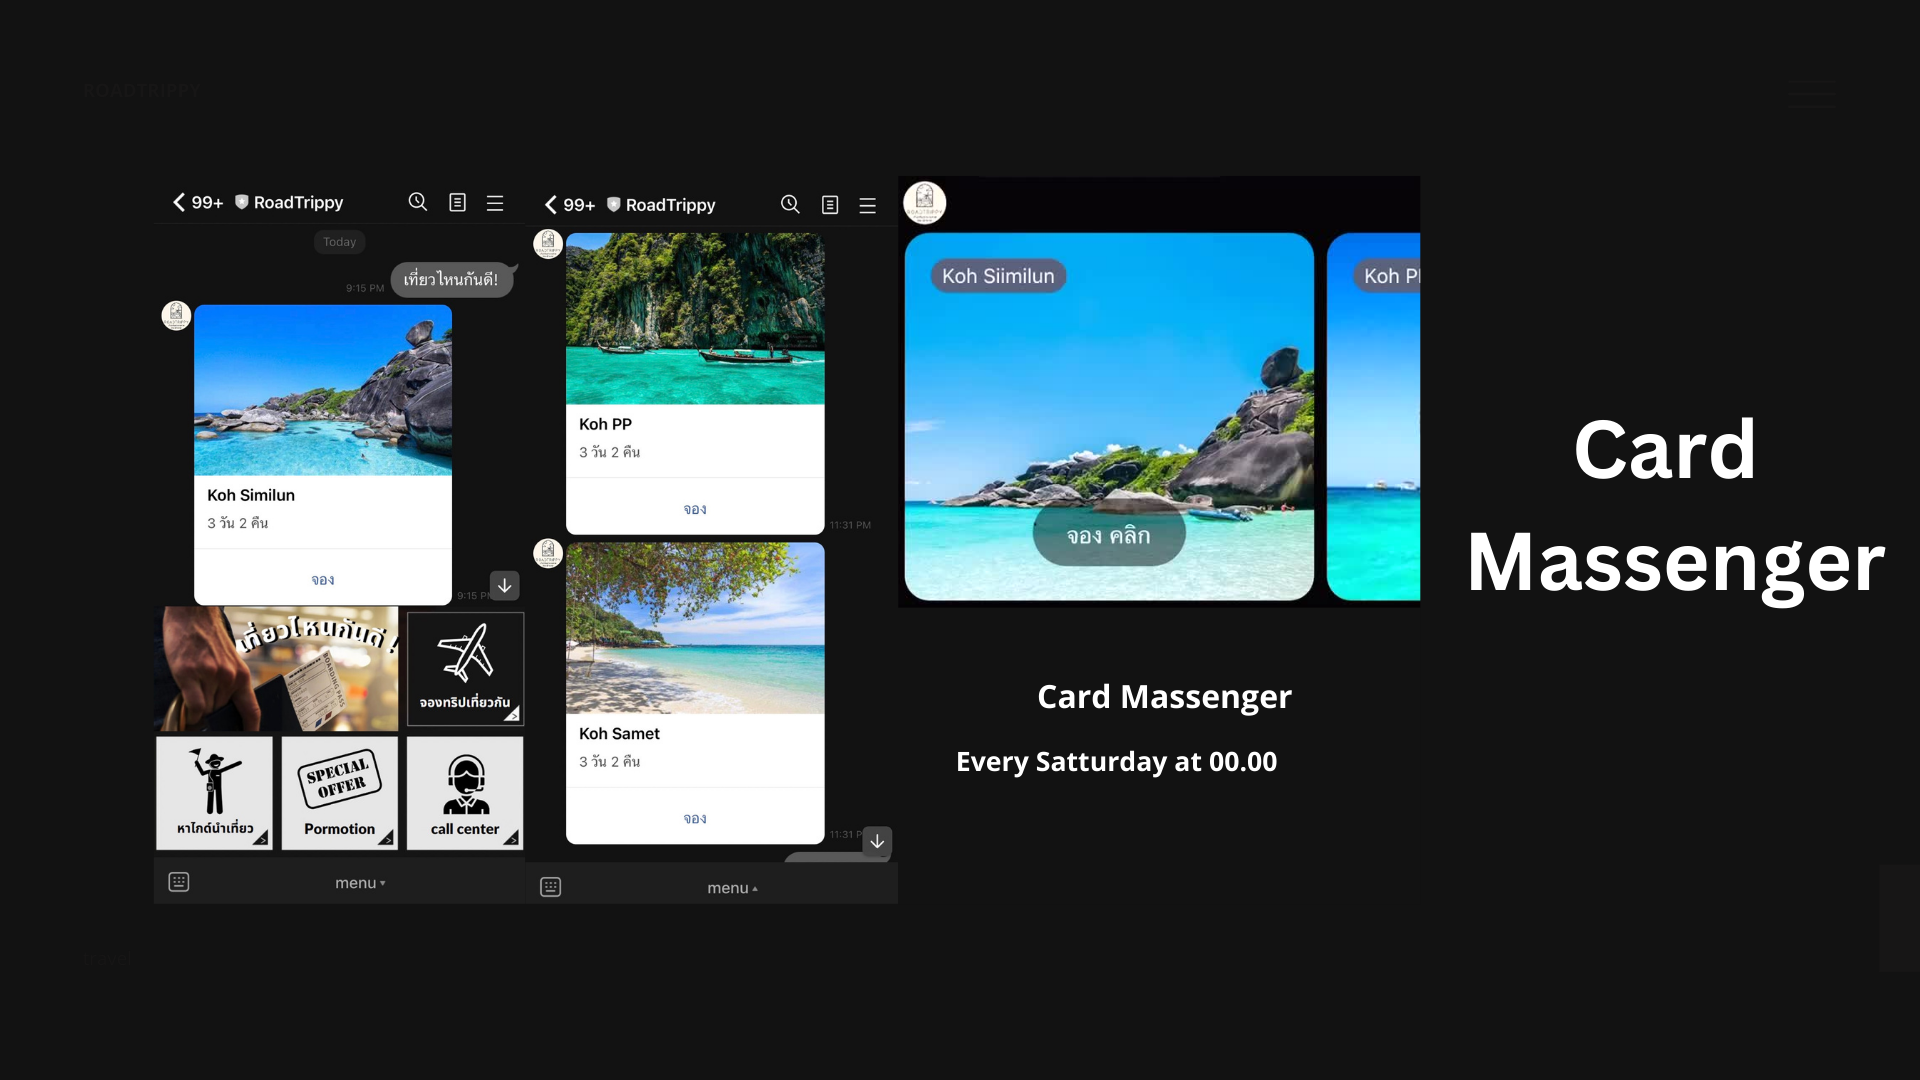 ROADTRIPPY
99+ RoadTrippy
Today
เที่ยวไหนกันดี!
9:15 PM
Koh Similun
3 วัน 2 คืน
จอง
9:15 P
เที่ยวไหนกันดี !
BOARDING PASS
จองทริปเที่ยวกัน
หาไกด์นำเที่ยว
SPECIAL
OFFER
Pormotion
call center
menu
99+ RoadTrippy
Koh PP
3 วัน 2 คืน
จอง
11:31 PM
Koh Samet
3 วัน 2 คืน
จอง
11:31 P
menu
ROADTRIPPY
Koh Siimilun
Koh P
จอง คลิก
Card Massenger
Every Satturday at 00.00
Card
Massenger